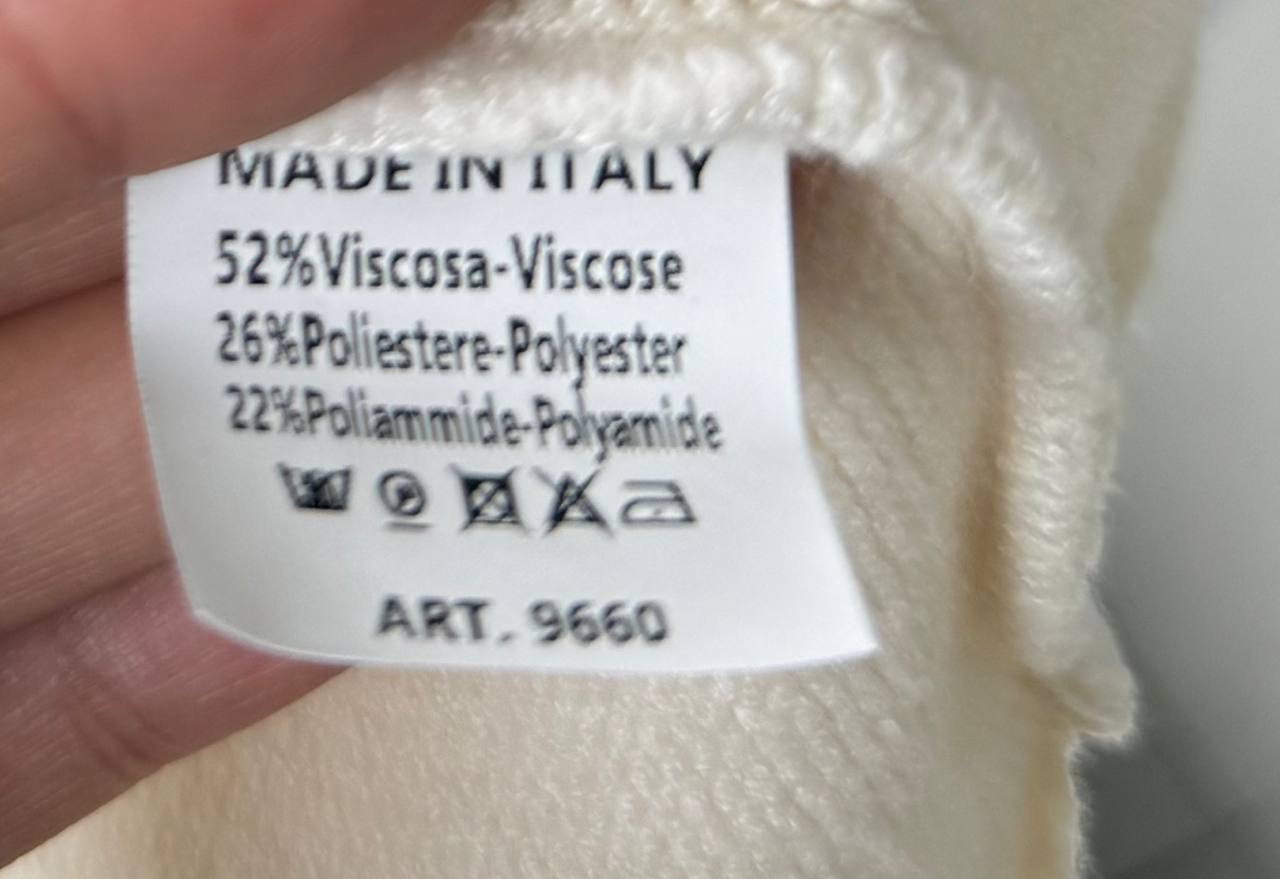 MADE IN ITALY
52%Viscosa-Viscose
26%Poliestere-Polyester
22%Poliammide-Polyamide
P
ART. 9660